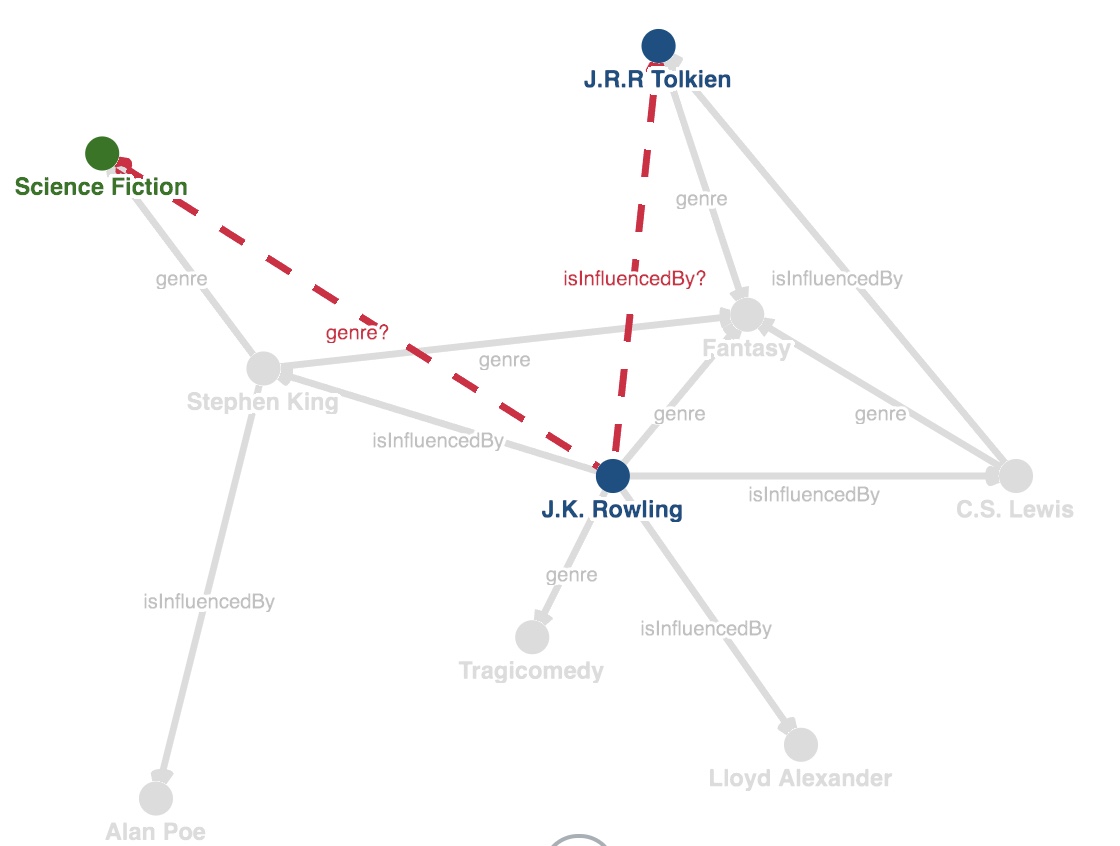 J.R.R Tolkien
Science Fiction
genre
genre
isInfluencedBy?
isInfluencedBy
genre?
Fantasy
genre
Stephen King
genre
genre
isInfluencedBy
isInfluencedBy
J.K. Rowling
C.S. Lewis
genre
isInfluencedBy
isInfluencedBy
Tragicomedy
Lloyd Alexander
Alan Poe